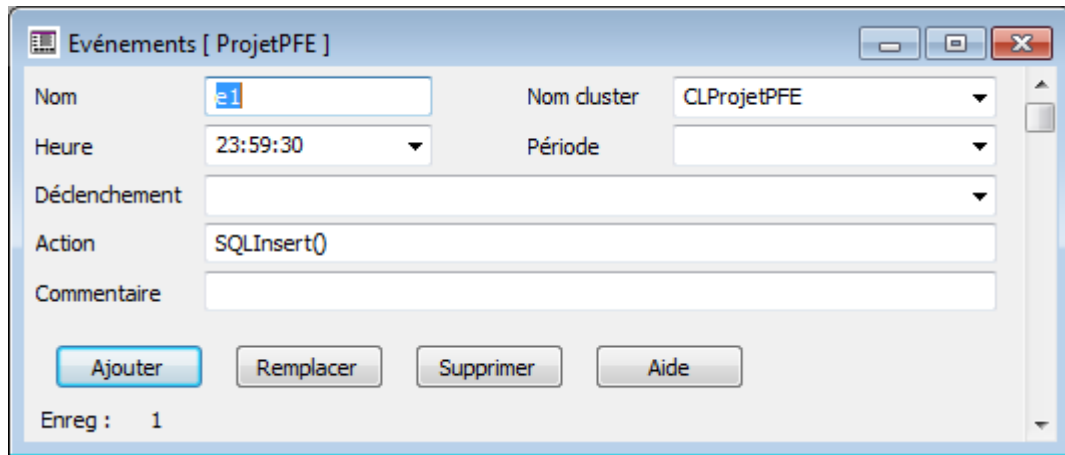 Evénements [ ProjetPFE ]
Nom e1 Nom cluster CLProjetPFE
Heure 23:59:30 Période
Déclenchement
Action SQLInsert()
Commentaire
Ajouter Remplacer Supprimer Aide
Enreg : 1